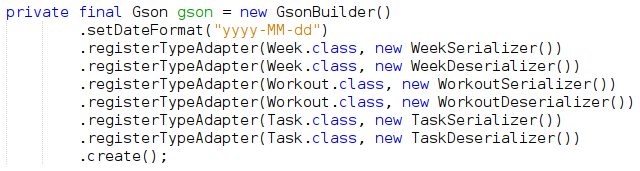 private final Gson gson = new GsonBuilder()
.setDateFormat("yyyy-MM-dd")
.registerTypeAdapter(Week.class, new WeekSerializer())
.registerTypeAdapter(Week.class, new WeekDeserializer())
.registerTypeAdapter(Workout.class, new WorkoutSerializer())
.registerTypeAdapter(Workout.class, new WorkoutDeserializer())
.registerTypeAdapter(Task.class, new TaskSerializer())
.registerTypeAdapter(Task.class, new TaskDeserializer())
.create();